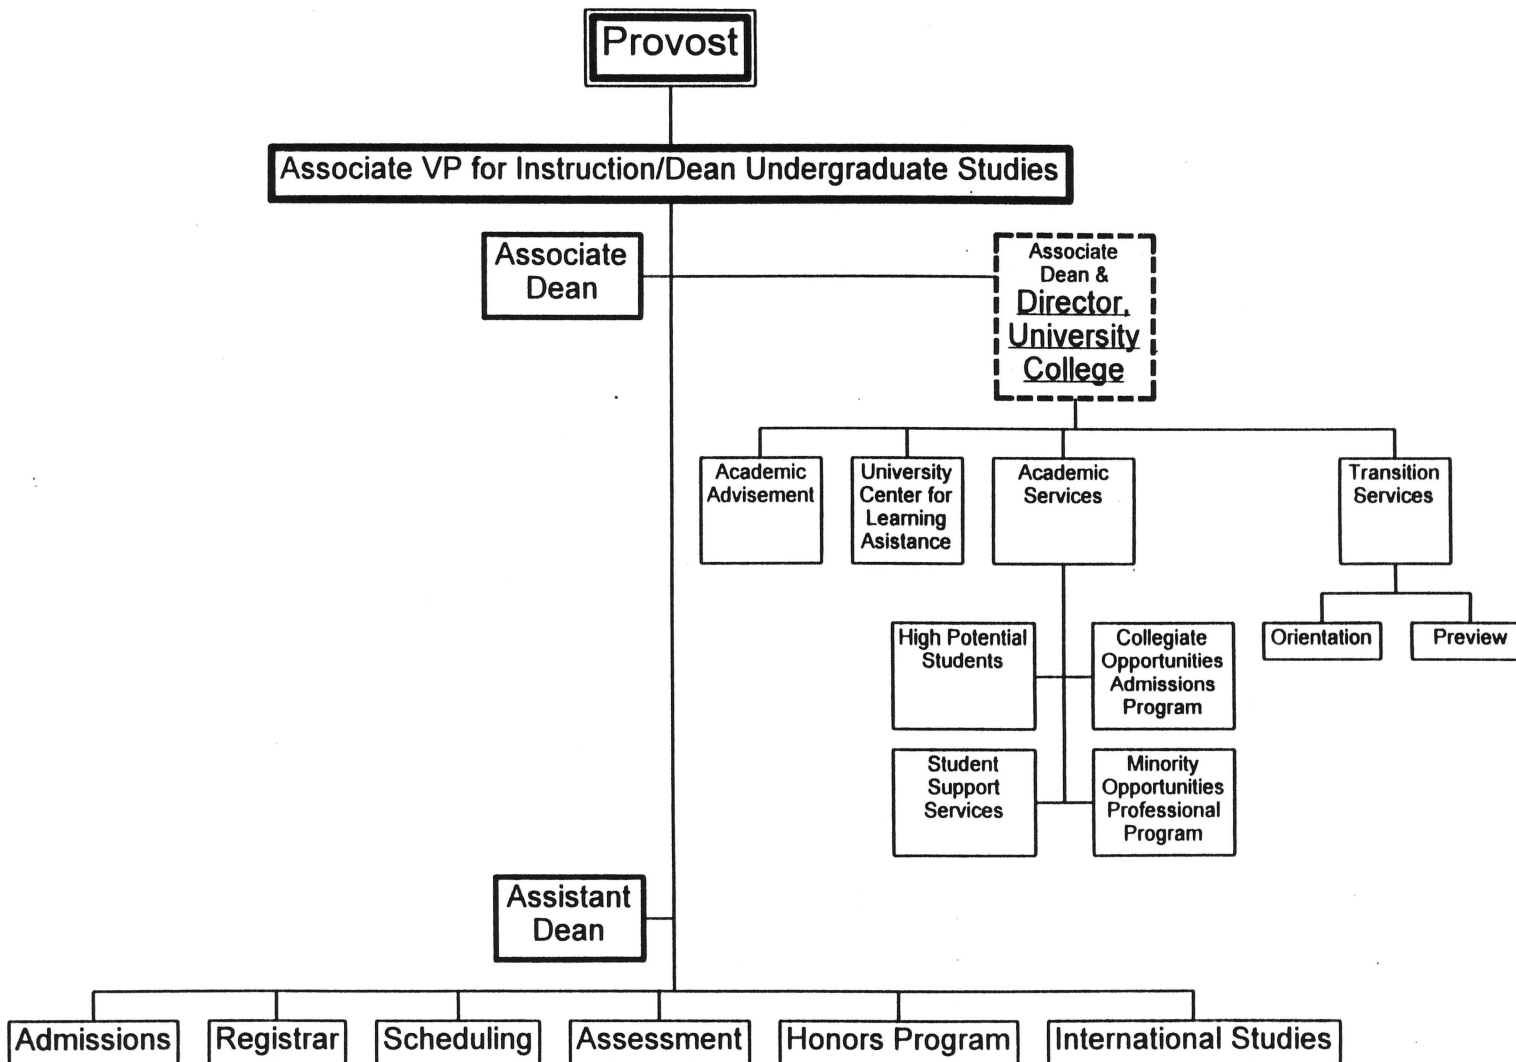 Provost
Associate VP for Instruction/Dean Undergraduate Studies
Associate
Dean
Associate
Dean &
Director,
University
College
Academic
Advisement
University
Center for
Learning
Asistance
Academic
Services
Transition
Services
High Potential
Students
Collegiate
Opportunities
Admissions
Program
Orientation
Preview
Student
Support
Services
Minority
Opportunities
Professional
Program
Assistant
Dean
Admissions
Registrar
Scheduling
Assessment
Honors Program
International Studies